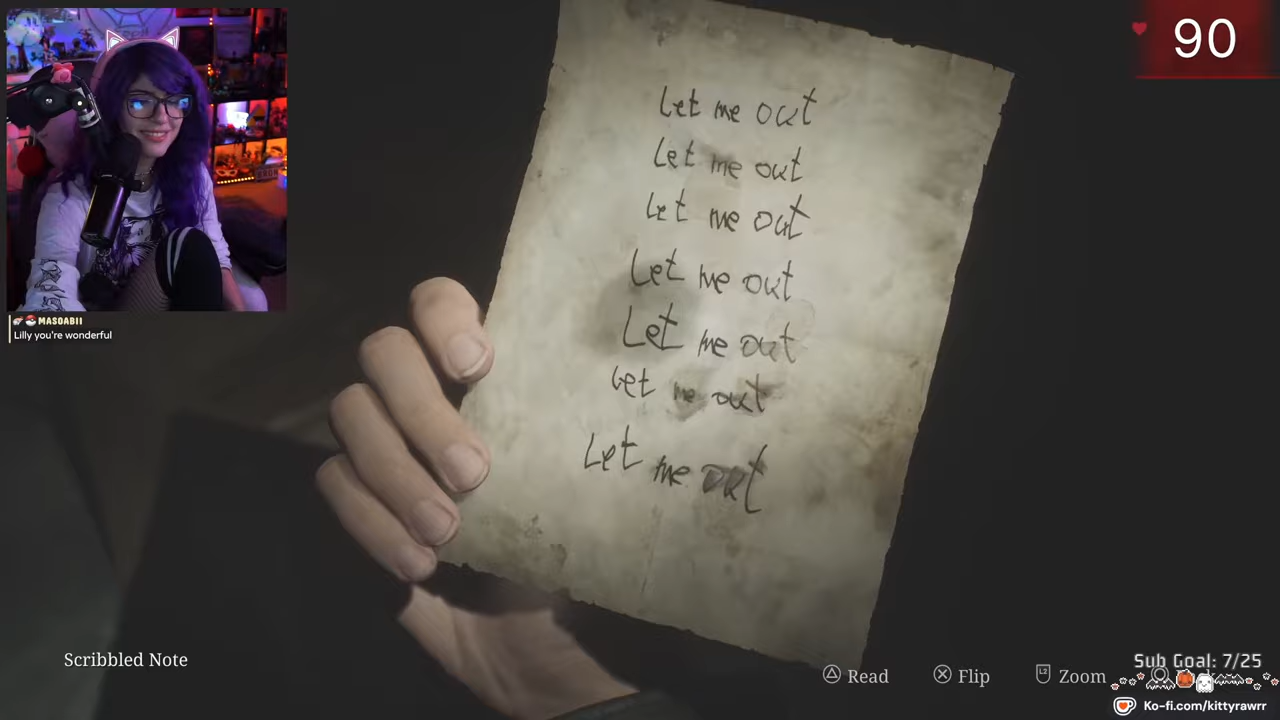 90
Let me out
Let me out
Let me out
Let me out
Let me out
Let me out
Let me out
MASOABII
Lilly you're wonderful
Scribbled Note
Read
Flip
L2 Zoom
Sub Goal: 7/25
Ko-fi.com/kittyrawrr